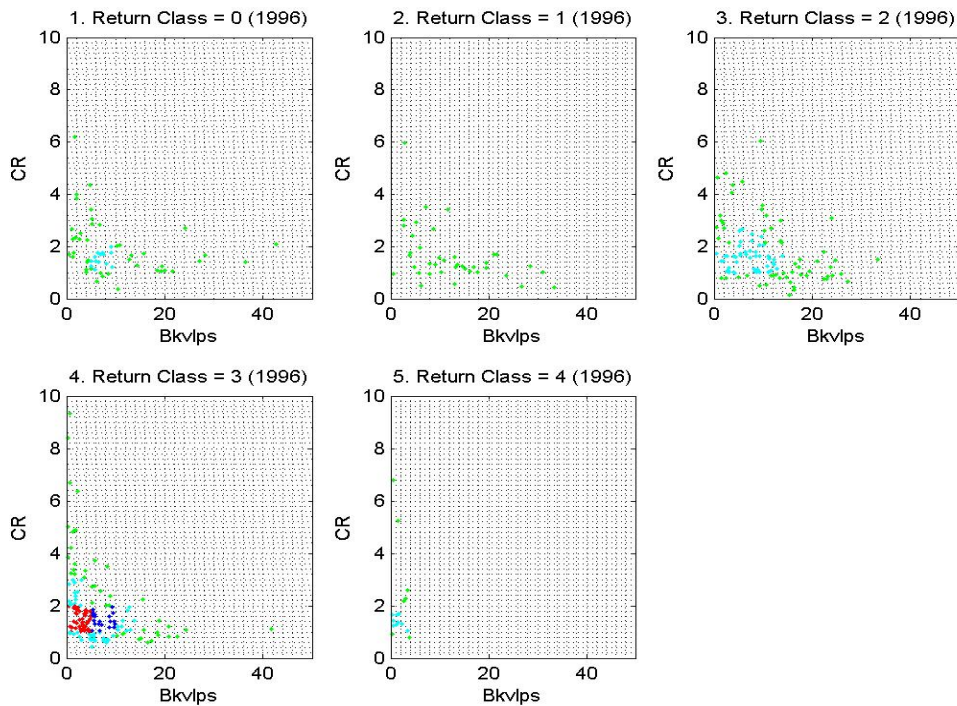 1. Return Class = 0 (1996)
10
8
6
4
2
0
CR
0 20 40
Bkvlps
2. Return Class = 1 (1996)
10
8
6
4
2
0
CR
0 20 40
Bkvlps
3. Return Class = 2 (1996)
10
8
6
4
2
0
CR
0 20 40
Bkvlps
4. Return Class = 3 (1996)
10
8
6
4
2
0
CR
0 20 40
Bkvlps
5. Return Class = 4 (1996)
10
8
6
4
2
0
CR
0 20 40
Bkvlps